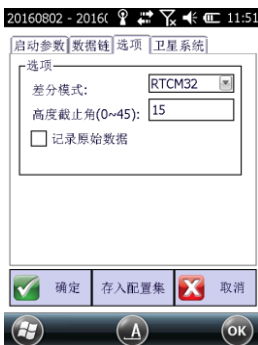 20160802 - 2016( 11:51
启动参数 数据链 选项 卫星系统
选项
差分模式: RTCM32
高度截止角(0~45): 15
记录原始数据
确定 存入配置集 取消
A OK